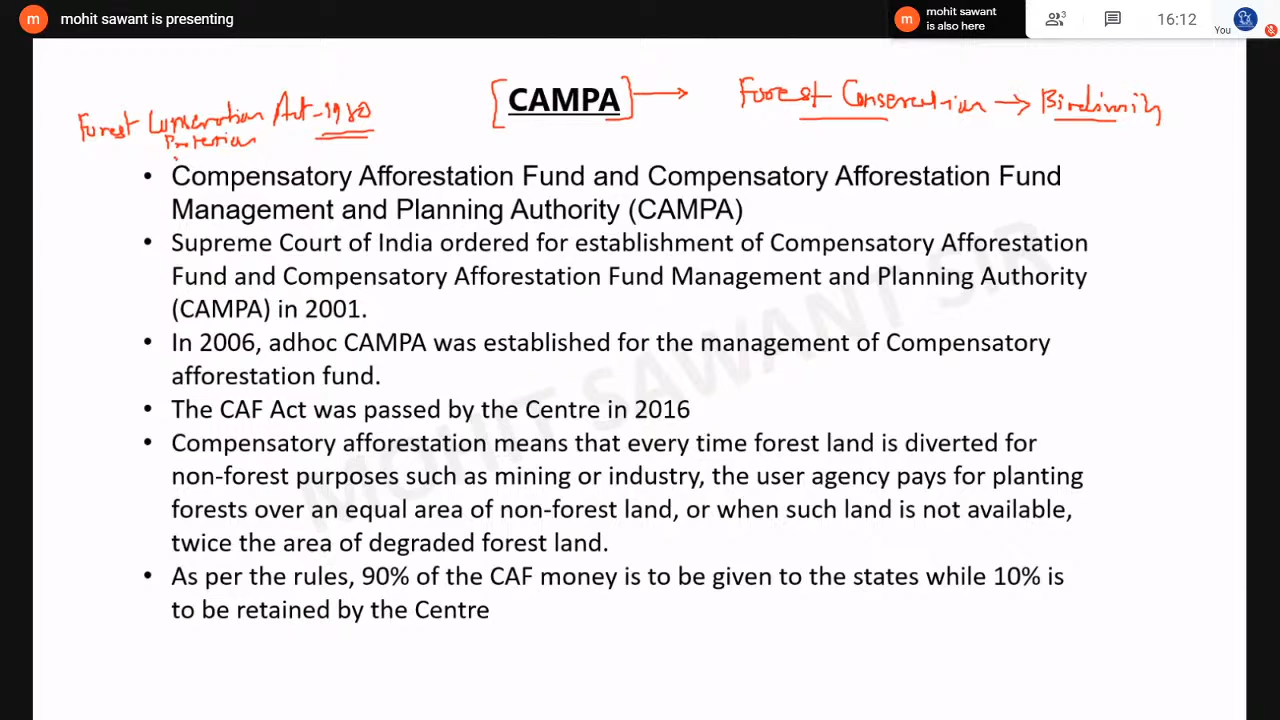 m mohit sawant is presenting
m mohit sawant is also here
3
16:12
You
Forest Conservation Act-1980
[CAMPA] → Forest Conservation →
• Compensatory Afforestation Fund and Compensatory Afforestation Fund
Management and Planning Authority (CAMPA)
• Supreme Court of India ordered for establishment of Compensatory Afforestation
Fund and Compensatory Afforestation Fund Management and Planning Authority
(CAMPA) in 2001.
• In 2006, adhoc CAMPA was established for the management of Compensatory
afforestation fund.
• The CAF Act was passed by the Centre in 2016
• Compensatory afforestation means that every time forest land is diverted for
non-forest purposes such as mining or industry, the user agency pays for planting
forests over an equal area of non-forest land, or when such land is not available,
twice the area of degraded forest land.
• As per the rules, 90% of the CAF money is to be given to the states while 10% is
to be retained by the Centre
MOHIT SAWANT SIR